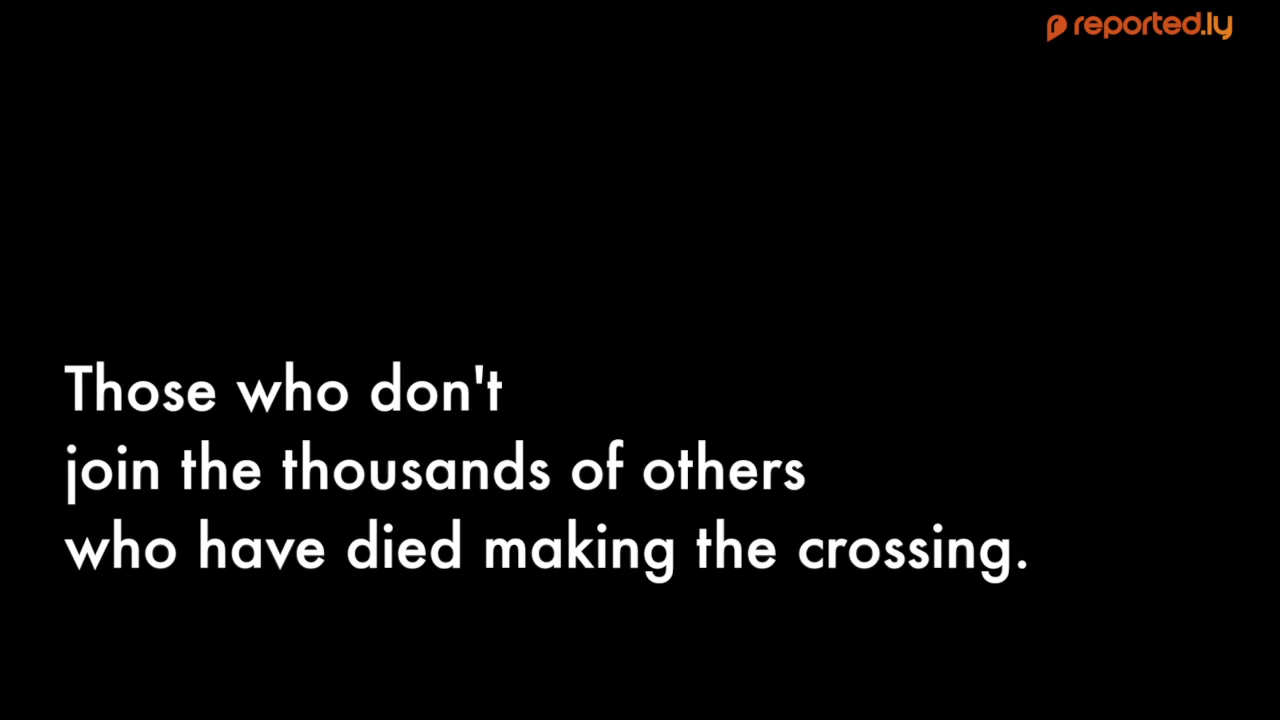 reported.ly
Those who don't
join the thousands of others
who have died making the crossing.